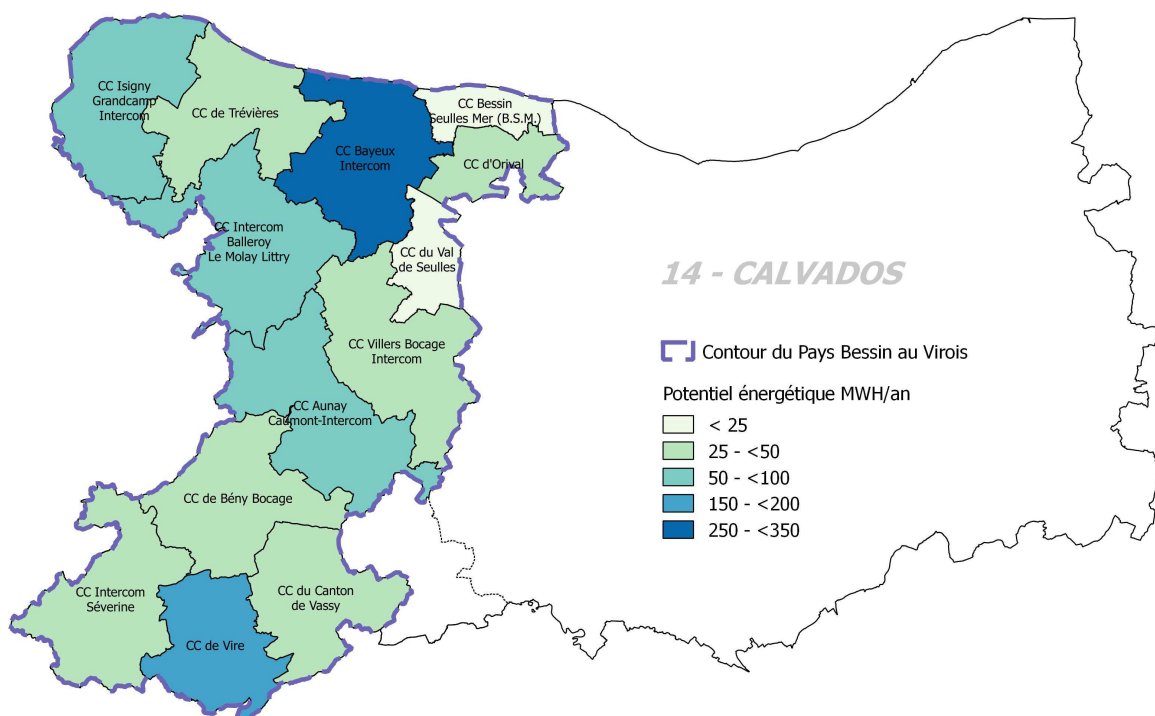 CC Isigny
Grandcamp
Intercom
CC de Trévières
CC Bessin
Seulles Mer (B.S.M.)
CC Bayeux
Intercom
CC d'Orival
CC Intercom
Balleroy
Le Molay Littry
CC du Val
de Seulles
14 - CALVADOS
CC Villers Bocage
Intercom
Contour du Pays Bessin au Virois
Potentiel énergétique MWH/an
< 25
25 - <50
50 - <100
150 - <200
250 - <350
CC Aunay
Caumont-Intercom
CC de Bény Bocage
CC Intercom
Séverine
CC du Canton
de Vassy
CC de Vire